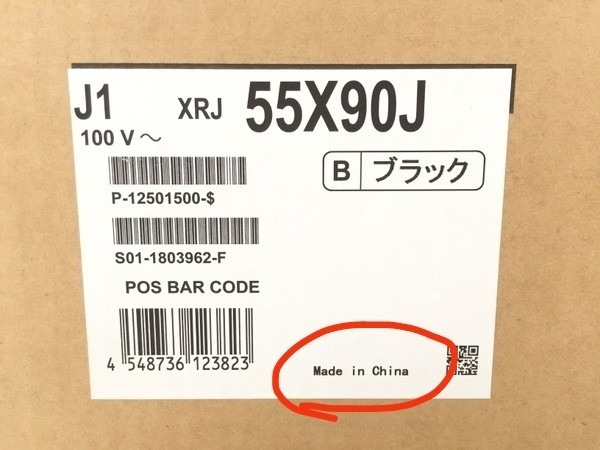 J1 XRJ 55X90J
100 V ～
B ブラック
P-12501500-$
S01-1803962-F
POS BAR CODE
4 548736 123823
Made in China